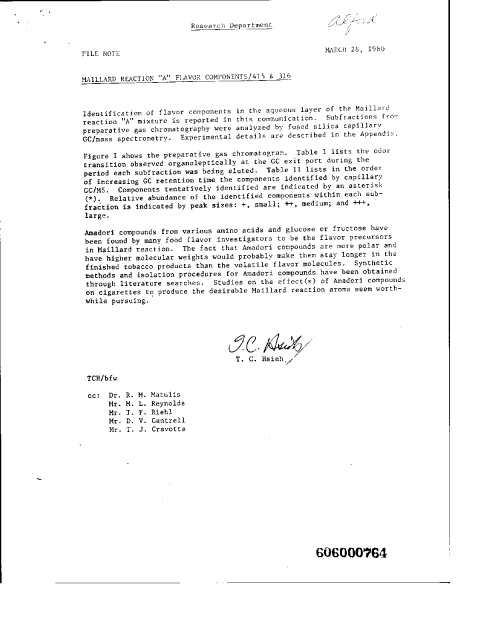 Research Department
Alford
MARCH 26, 1980
FILE NOTE
MAILLARD REACTION "A" FLAVOR COMPONENTS/415 & 316
Identification of flavor components in the aqueous layer of the Maillard
reaction "A" mixture is reported in this communication. Subfractions from
preparative gas chromatography were analyzed by fused silica capillary
GC/mass spectrometry. Experimental details are described in the Appendix.
Figure 1 shows the preparative gas chromatogram. Table I lists the odor
transition observed organoleptically at the GC exit port during the
period each subfraction was being eluted. Table II lists in the order
of increasing GC retention time the components identified by capillary
GC/MS. Components tentatively identified are indicated by an asterisk
(*). Relative abundance of the identified components within each sub-
fraction is indicated by peak sizes: +, small; ++, medium; and +++,
large.
Amadori compounds from various amino acids and glucose or fructose have
been found by many food flavor investigators to be the flavor precursors
in Maillard reaction. The fact that Amadori compounds are more polar and
have higher molecular weights would probably make them stay longer in the
finished tobacco products than the volatile flavor molecules. Synthetic
methods and isolation procedures for Amadori compounds have been obtained
through literature searches. Studies on the effect(s) of Amadori compounds
on cigarettes to produce the desirable Maillard reaction aroma seem worth-
while pursuing.
T.C. Hsieh
T. C. Hsieh
TCH/bfw
cc: Dr. R. M. Matulis
Mr. M. L. Reynolds
Mr. T. F. Riehl
Mr. D. V. Cantrell
Mr. T. J. Cravotta
606000764